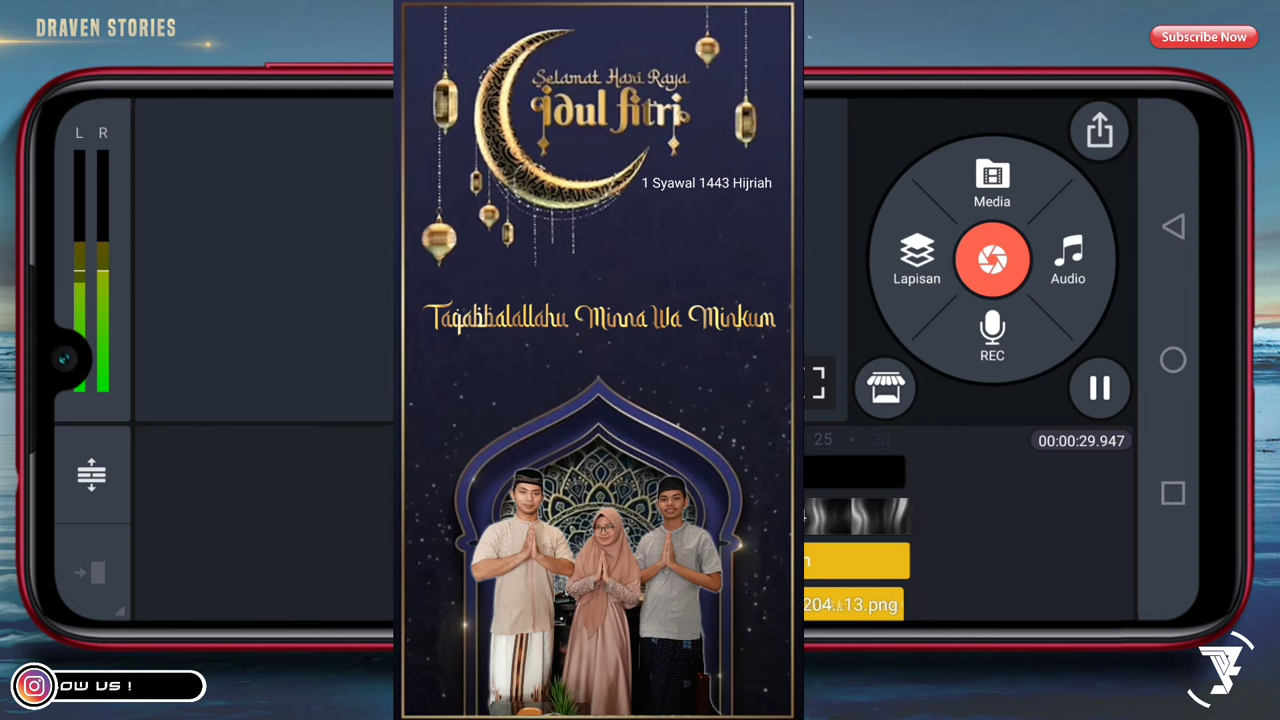 DRAVEN STORIES
Subscribe Now
L R
Selamat Hari Raya
idul fitri
1 Syawal 1443 Hijriah
Taqabbalallahu Minna Wa Minkum
Media
Lapisan
Audio
REC
25 30
00:00:29.947
13.png
OW US !